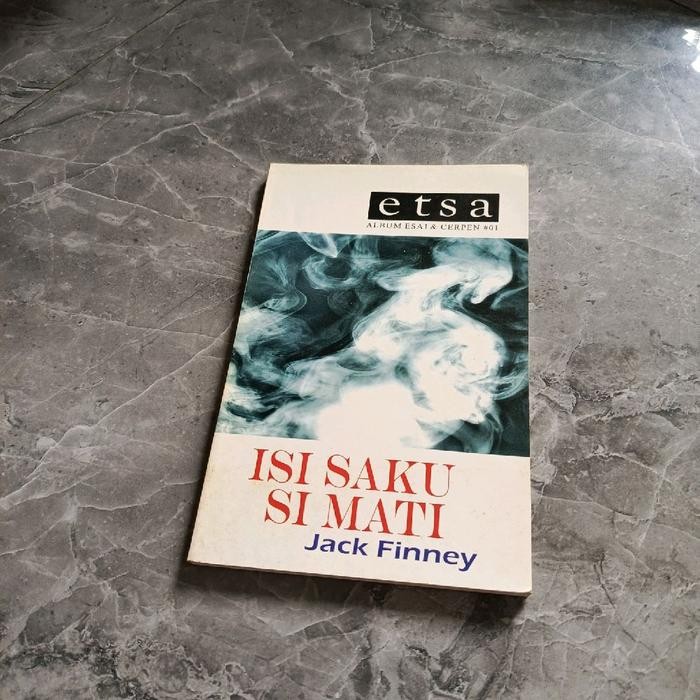 etsa
ALBUM ESAI & CERPEN #01
ISI SAKU
SI MATI
Jack Finney